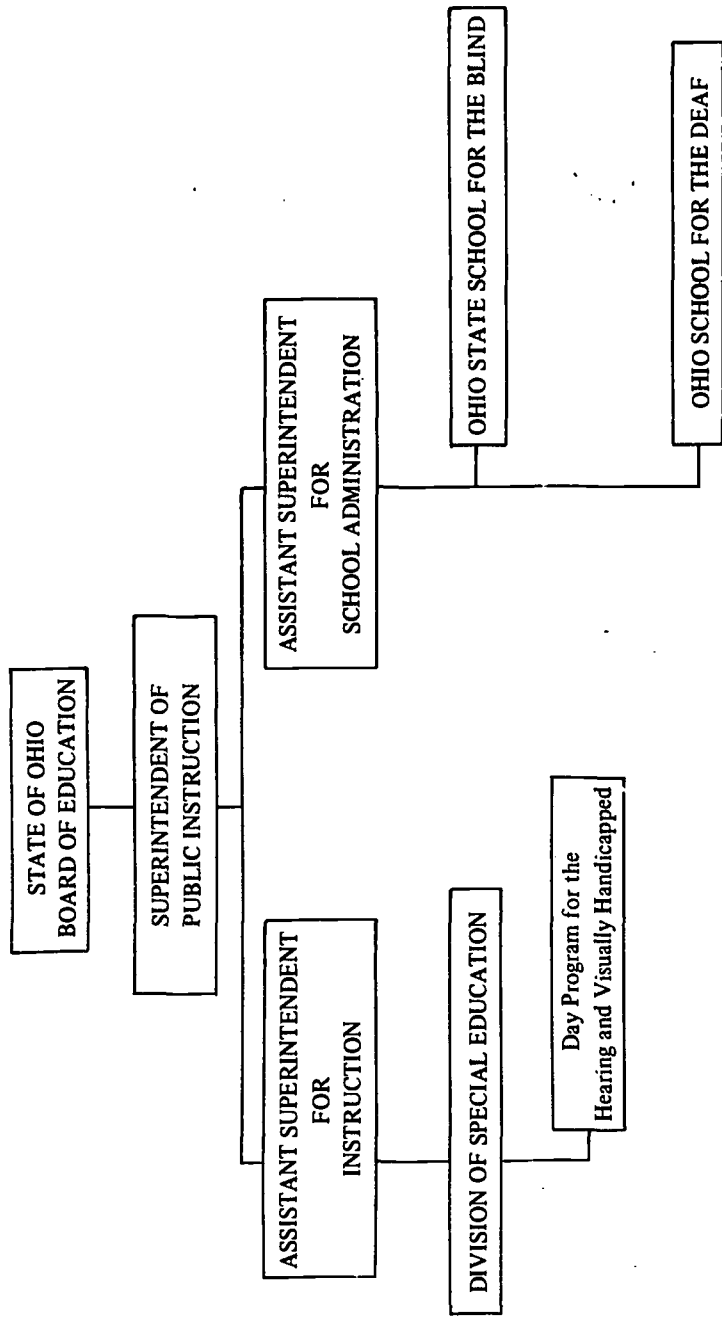 STATE OF OHIO
BOARD OF EDUCATION
SUPERINTENDENT OF
PUBLIC INSTRUCTION
ASSISTANT SUPERINTENDENT
FOR
INSTRUCTION
ASSISTANT SUPERINTENDENT
FOR
SCHOOL ADMINISTRATION
DIVISION OF SPECIAL EDUCATION
Day Program for the
Hearing and Visually Handicapped
OHIO STATE SCHOOL FOR THE BLIND
OHIO SCHOOL FOR THE DEAF